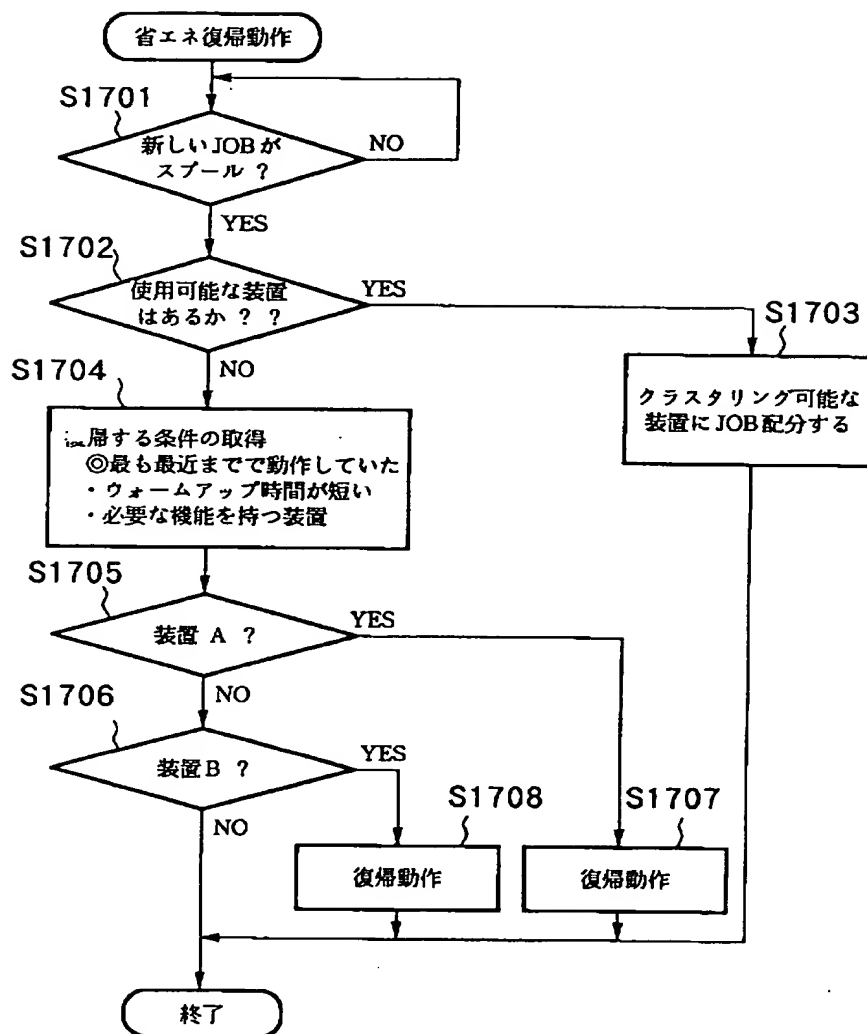 省エネ復帰動作
S1701
新しいJOBが
スプール ?
NO
YES
S1702
使用可能な装置
はあるか ? ?
YES
NO
S1703
クラスタリング可能な
装置にJOB配分する
S1704
帰する条件の取得
◎最も最近までで動作していた
・ウォームアップ時間が短い
・必要な機能を持つ装置
S1705
装置 A ?
YES
NO
S1706
装置B ?
YES
NO
S1708
復帰動作
S1707
復帰動作
終了